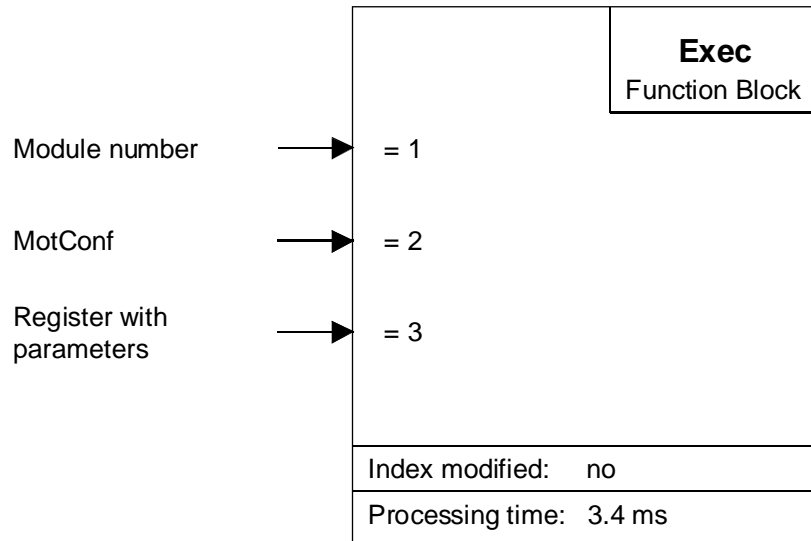 Exec
Function Block
Module number = 1
MotConf = 2
Register with
parameters = 3
Index modified: no
Processing time: 3.4 ms